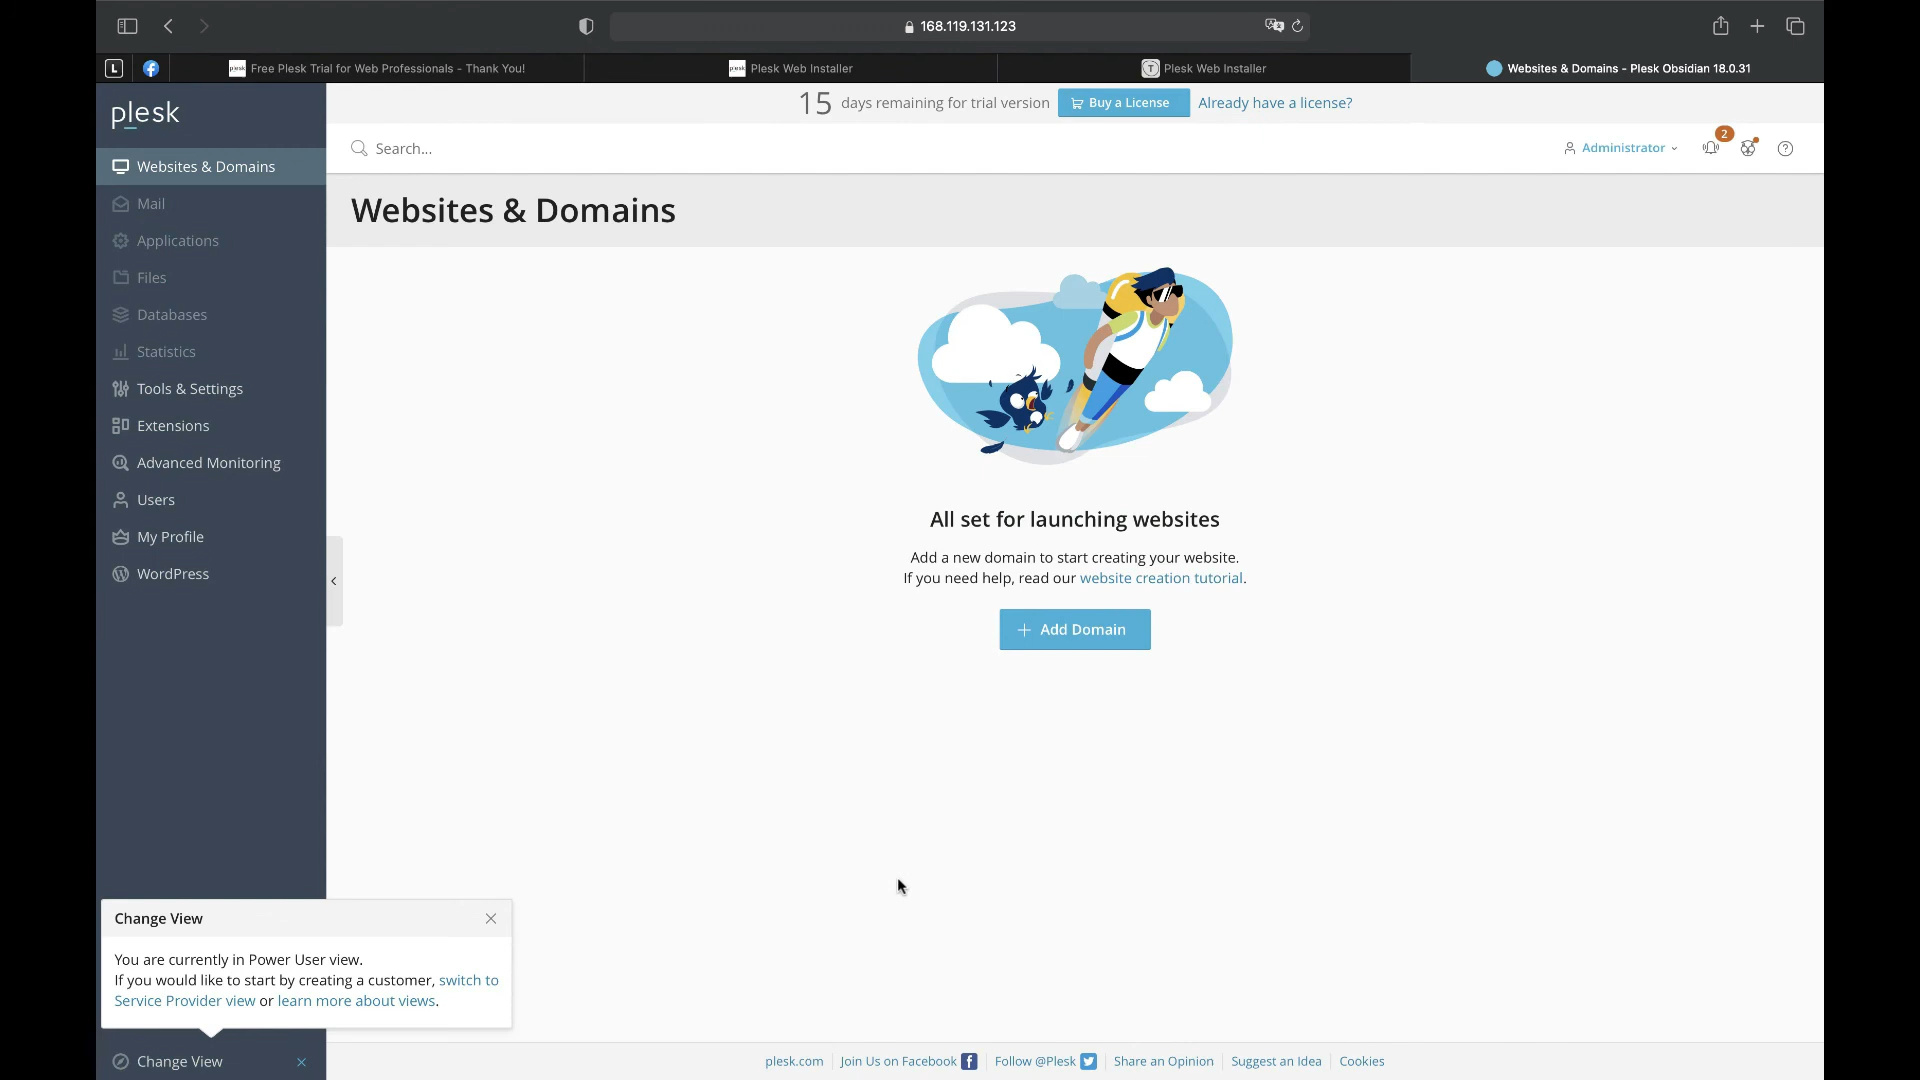 168.119.131.123
L
Free Plesk Trial for Web Professionals - Thank You!
Plesk Web Installer
T
Plesk Web Installer
Websites & Domains - Plesk Obsidian 18.0.31
plesk
15 days remaining for trial version
Buy a License
Already have a license?
Search...
Administrator
2
Websites & Domains
Mail
Applications
Files
Databases
Statistics
Tools & Settings
Extensions
Advanced Monitoring
Users
My Profile
WordPress
Websites & Domains
All set for launching websites
Add a new domain to start creating your website.
If you need help, read our website creation tutorial.
Add Domain
Change View
You are currently in Power User view.
If you would like to start by creating a customer, switch to
Service Provider view or learn more about views.
Change View
plesk.com
Join Us on Facebook
Follow @Plesk
Share an Opinion
Suggest an Idea
Cookies